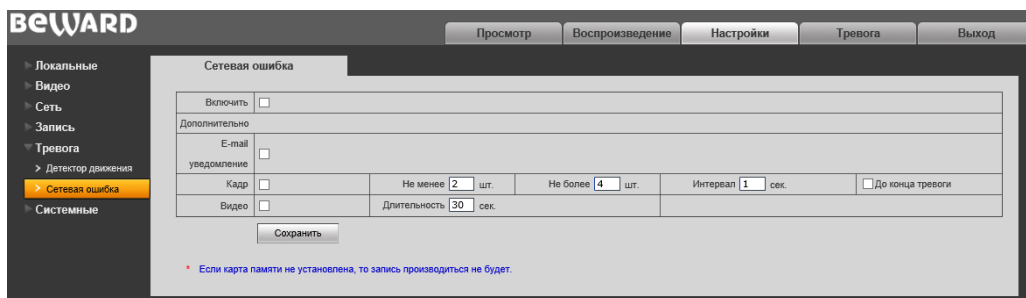 BEWARD
Просмотр Воспроизведение Настройки Тревога Выход
Локальные
Видео
Сеть
Запись
Тревога
> Детектор движения
> Сетевая ошибка
Системные
Сетевая ошибка
Включить
Дополнительно
E-mail
уведомление
Кадр Не менее 2 шт. Не более 4 шт. Интервал 1 сек. До конца тревоги
Видео Длительность 30 сек.
Сохранить
* Если карта памяти не установлена, то запись производиться не будет.